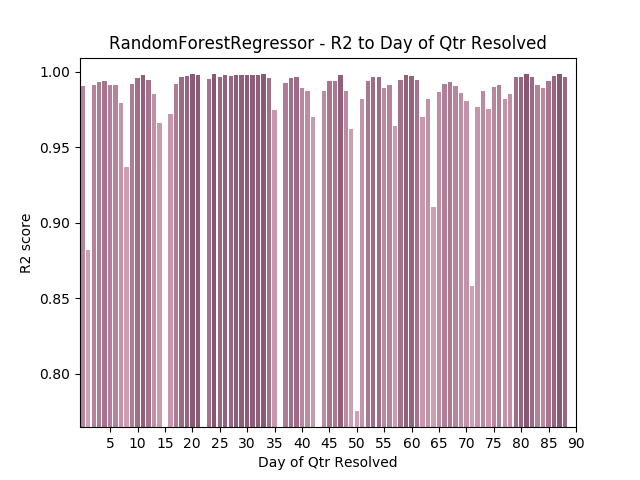 RandomForestRegressor - R2 to Day of Qtr Resolved
1.00
0.95
0.90
0.85
0.80
R2 score
5 10 15 20 25 30 35 40 45 50 55 60 65 70 75 80 85 90
Day of Qtr Resolved